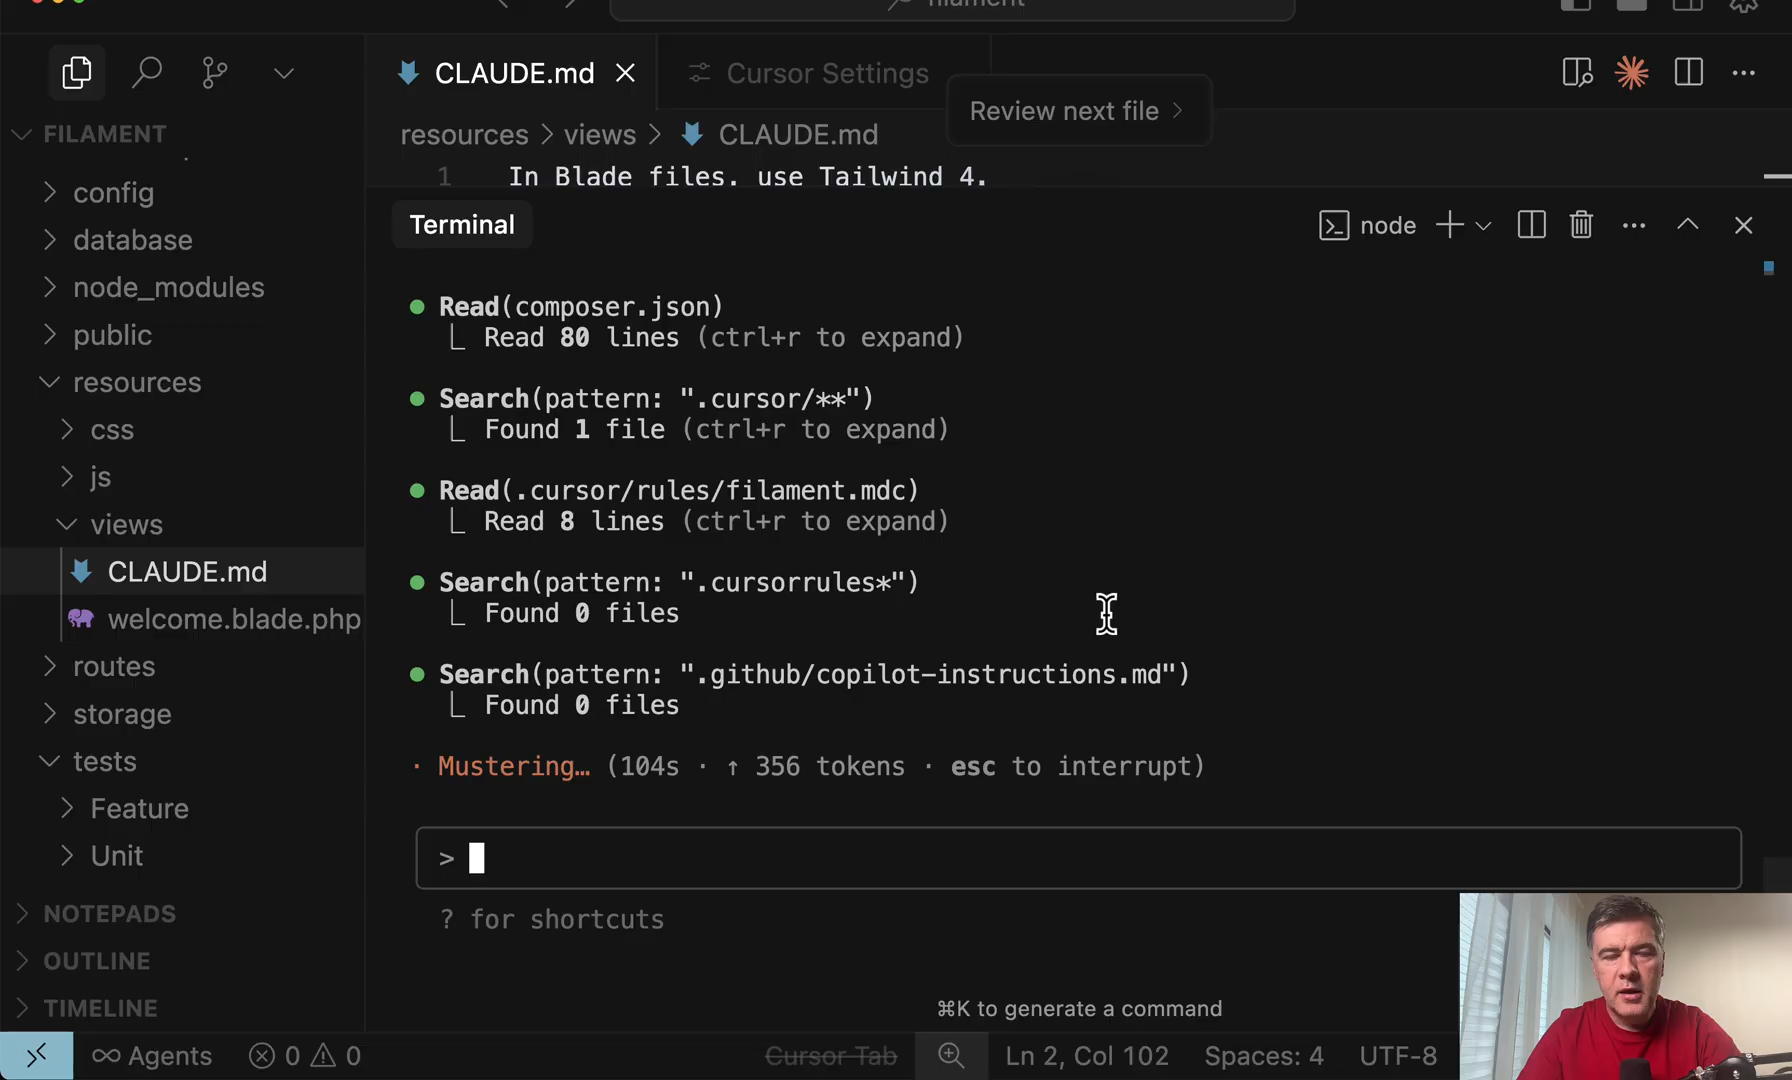 filament
CLAUDE.md
Cursor Settings
Review next file
FILAMENT
resources > views > CLAUDE.md
1 In Blade files, use Tailwind 4.
config
database
node_modules
public
resources
css
js
views
CLAUDE.md
welcome.blade.php
routes
storage
tests
Feature
Unit
NOTEPADS
OUTLINE
TIMELINE
Terminal
node
Read(composer.json)
Read 80 lines (ctrl+r to expand)
Search(pattern: ".cursor/**")
Found 1 file (ctrl+r to expand)
Read(.cursor/rules/filament.mdc)
Read 8 lines (ctrl+r to expand)
Search(pattern: ".cursorrules*")
Found 0 files
Search(pattern: ".github/copilot-instructions.md")
Found 0 files
· Mustering… (104s · ↑ 356 tokens · esc to interrupt)
>
? for shortcuts
⌘K to generate a command
Agents
0
0
Cursor Tab
Ln 2, Col 102
Spaces: 4
UTF-8